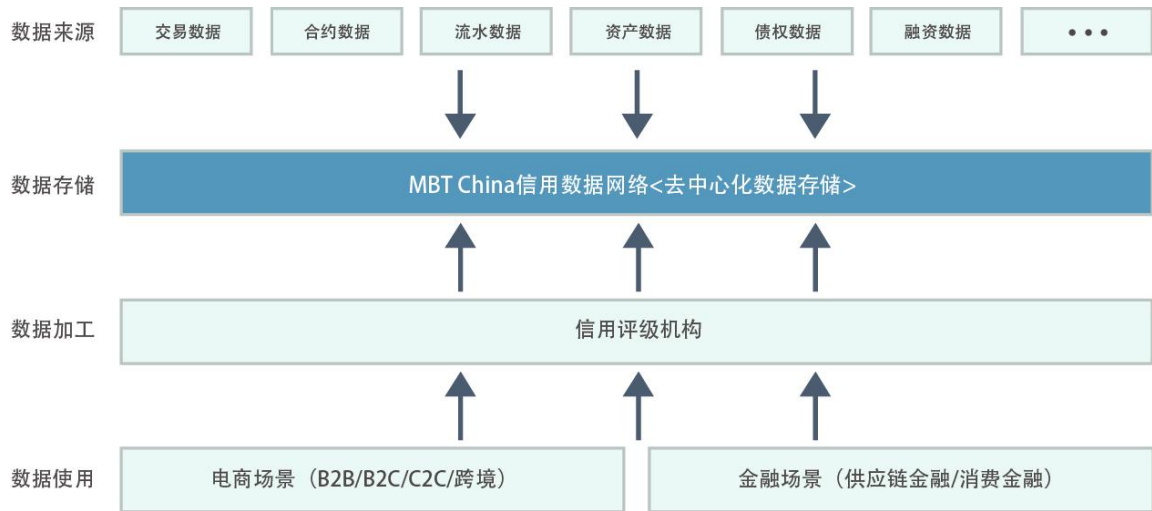 数据来源
交易数据
合约数据
流水数据
资产数据
债权数据
融资数据
•••
数据存储
MBT China信用数据网络<去中心化数据存储>
数据加工
信用评级机构
数据使用
电商场景（B2B/B2C/C2C/跨境）
金融场景（供应链金融/消费金融）